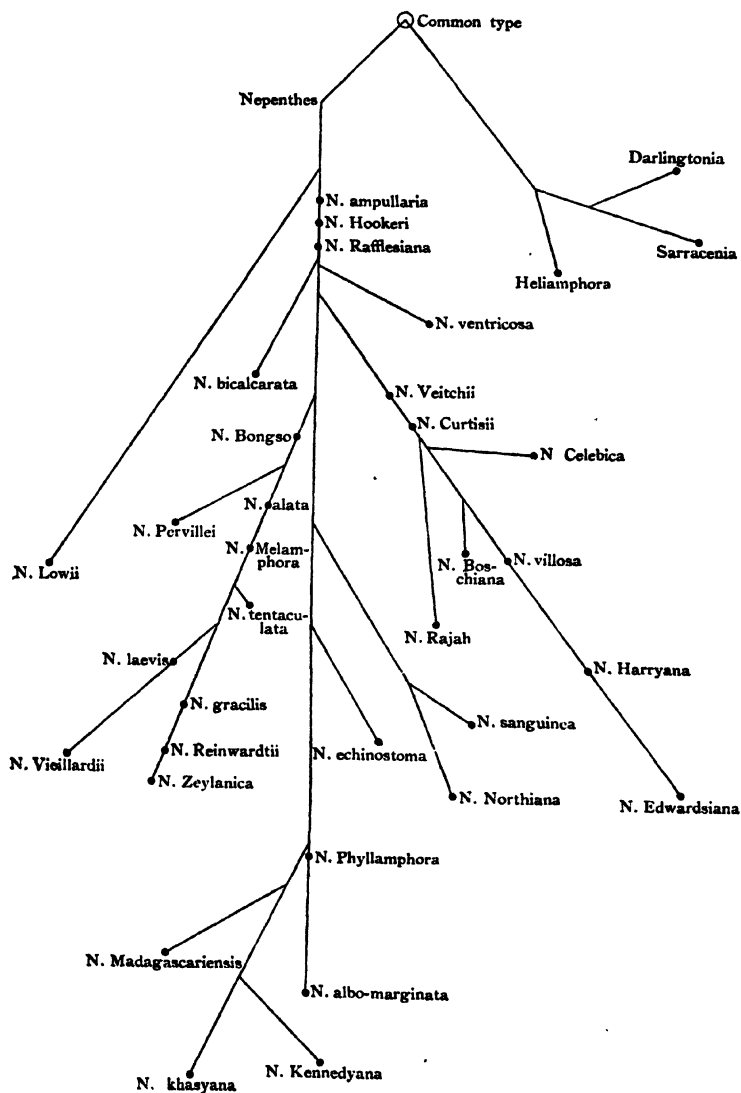 Common type
Nepenthes
Darlingtonia
N. ampullaria
N. Hookeri
N. Rafflesiana
Sarracenia
Heliamphora
N. ventricosa
N. bicalcarata
N. Veitchii
N. Curtisii
N. Bongso
N Celebica
N. alata
N. Pervillei
N. Melam-
phora
N. Lowii
N. Bos-
chiana
N. villosa
N. tentacu-
lata
N. Rajah
N. laevis
N. Harryana
N. gracilis
N. sanguinea
N. Vieillardii
N. Reinwardtii
N. echinostoma
N. Zeylanica
N. Northiana
N. Edwardsiana
N. Phyllamphora
N. Madagascariensis
N. albo-marginata
N. Kennedyana
N. khasyana